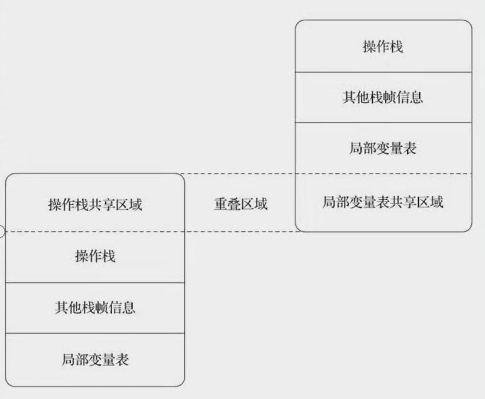 操作栈
其他栈帧信息
局部变量表
局部变量表共享区域
重叠区域
操作栈共享区域
操作栈
其他栈帧信息
局部变量表